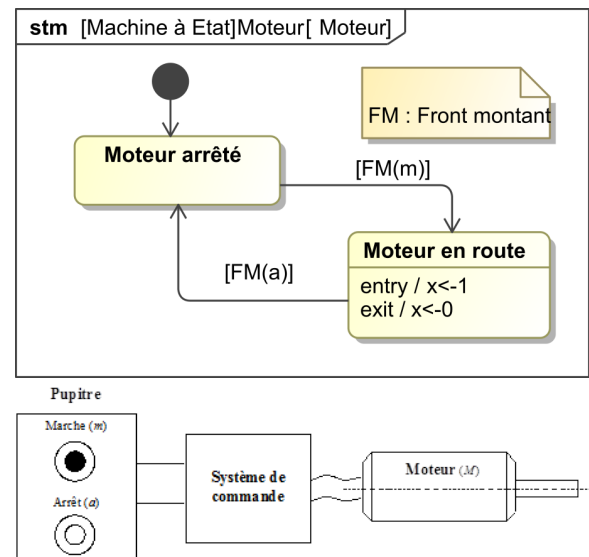 stm [Machine à Etat]Moteur[ Moteur]
FM : Front montant
Moteur arrêté
[FM(m)]
[FM(a)]
Moteur en route
entry / x<-1
exit / x<-0
Pupitre
Marche (m)
Arrêt (a)
Système de
commande
Moteur (M)